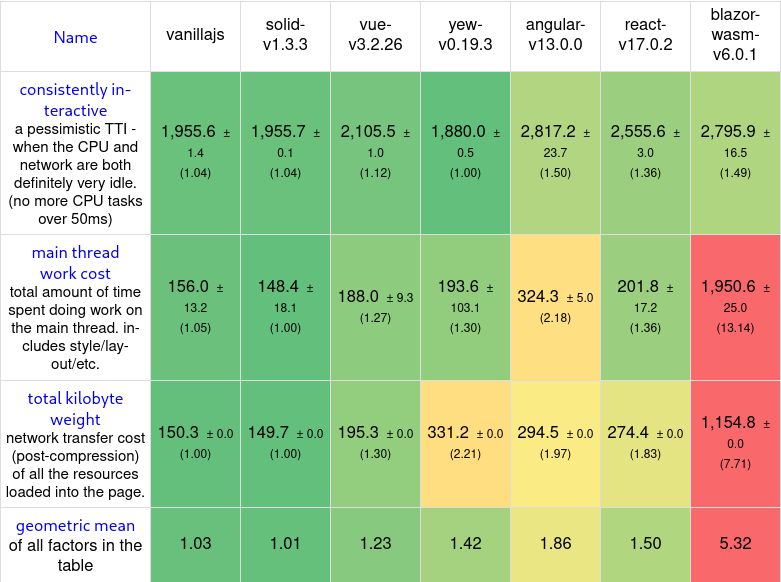 Name
vanillajs
solid-
v1.3.3
vue-
v3.2.26
yew-
v0.19.3
angular-
v13.0.0
react-
v17.0.2
blazor-
wasm-
v6.0.1
consistently in-
teractive
a pessimistic TTI -
when the CPU and
network are both
definitely very idle.
(no more CPU tasks
over 50ms)
1,955.6 ±
1.4
(1.04)
1,955.7 ±
0.1
(1.04)
2,105.5 ±
1.0
(1.12)
1,880.0 ±
0.5
(1.00)
2,817.2 ±
23.7
(1.50)
2,555.6 ±
3.0
(1.36)
2,795.9 ±
16.5
(1.49)
main thread
work cost
total amount of time
spent doing work on
the main thread. in-
cludes style/lay-
out/etc.
156.0 ±
13.2
(1.05)
148.4 ±
18.1
(1.00)
188.0 ± 9.3
(1.27)
193.6 ±
103.1
(1.30)
324.3 ± 5.0
(2.18)
201.8 ±
17.2
(1.36)
1,950.6 ±
25.0
(13.14)
total kilobyte
weight
network transfer cost
(post-compression)
of all the resources
loaded into the page.
150.3 ± 0.0
(1.00)
149.7 ± 0.0
(1.00)
195.3 ± 0.0
(1.30)
331.2 ± 0.0
(2.21)
294.5 ± 0.0
(1.97)
274.4 ± 0.0
(1.83)
1,154.8 ±
0.0
(7.71)
geometric mean
of all factors in the
table
1.03
1.01
1.23
1.42
1.86
1.50
5.32